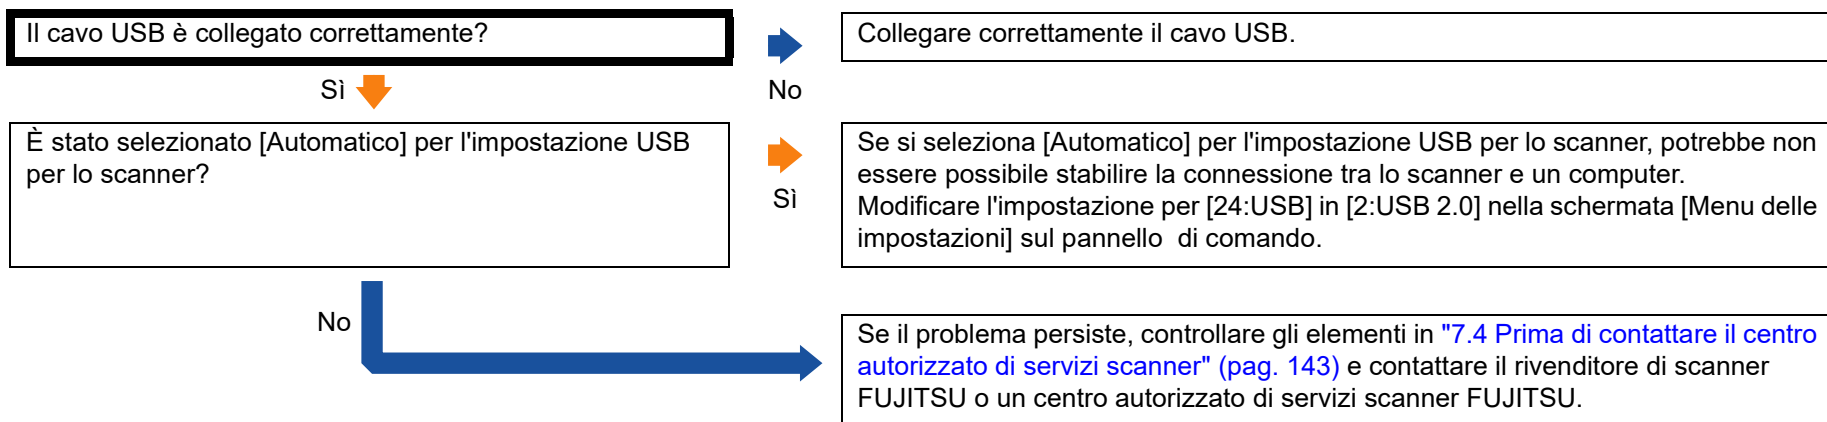 Il cavo USB è collegato correttamente?
Collegare correttamente il cavo USB.
Sì
No
È stato selezionato [Automatico] per l'impostazione USB
per lo scanner?
Sì
Se si seleziona [Automatico] per l'impostazione USB per lo scanner, potrebbe non
essere possibile stabilire la connessione tra lo scanner e un computer.
Modificare l'impostazione per [24:USB] in [2:USB 2.0] nella schermata [Menu delle
impostazioni] sul pannello  di comando.
No
Se il problema persiste, controllare gli elementi in "7.4 Prima di contattare il centro
autorizzato di servizi scanner" (pag. 143) e contattare il rivenditore di scanner
FUJITSU o un centro autorizzato di servizi scanner FUJITSU.